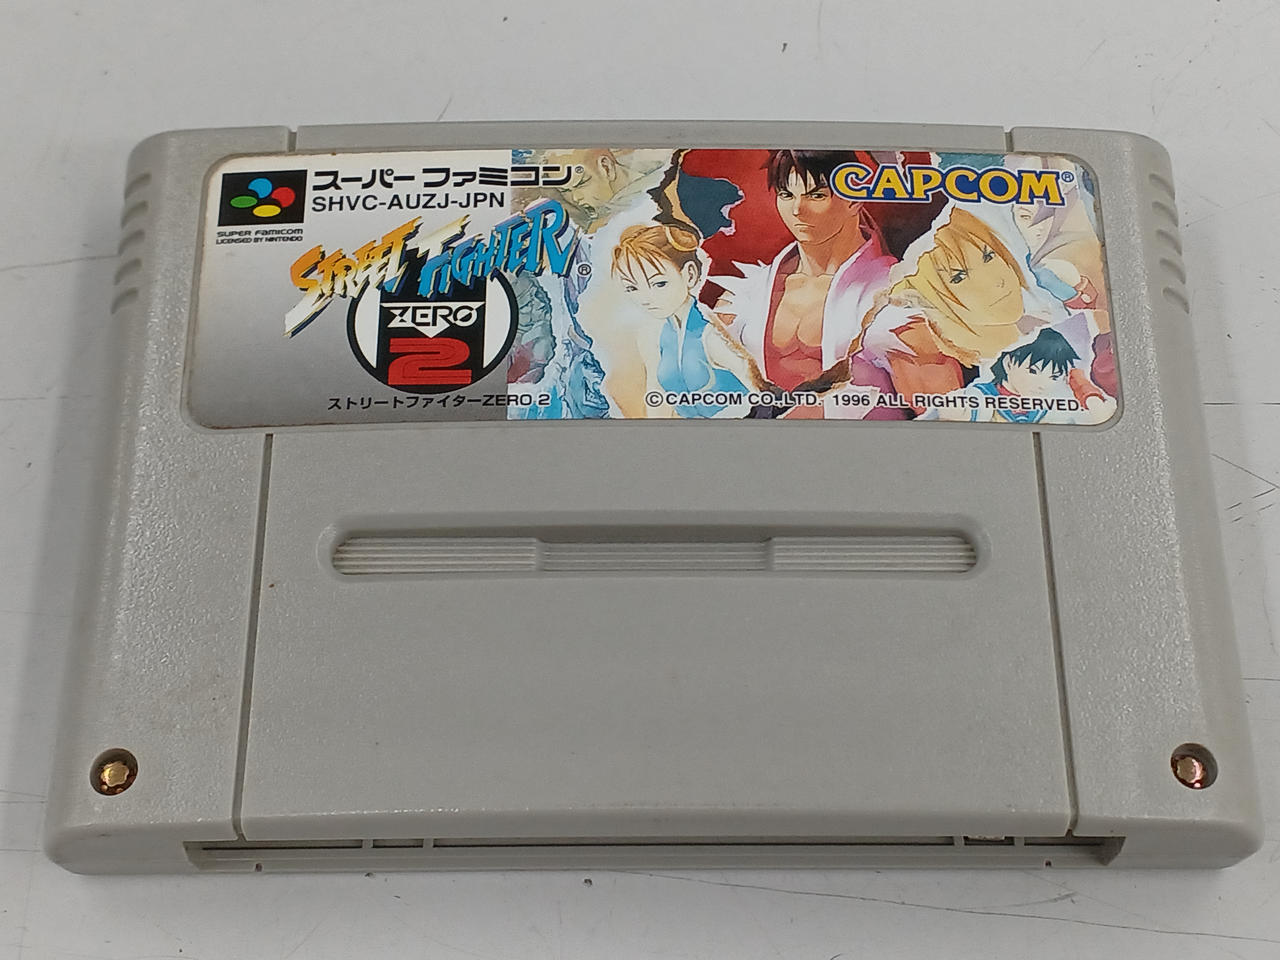 スーパーファミコン®
SHVC-AUZJ-JPN
SUPER FAMICOM
LICENSED BY NINTENDO
CAPCOM®
STREET FIGHTER®
ZERO
2
ストリートファイターZERO 2
©CAPCOM CO.,LTD. 1996 ALL RIGHTS RESERVED.